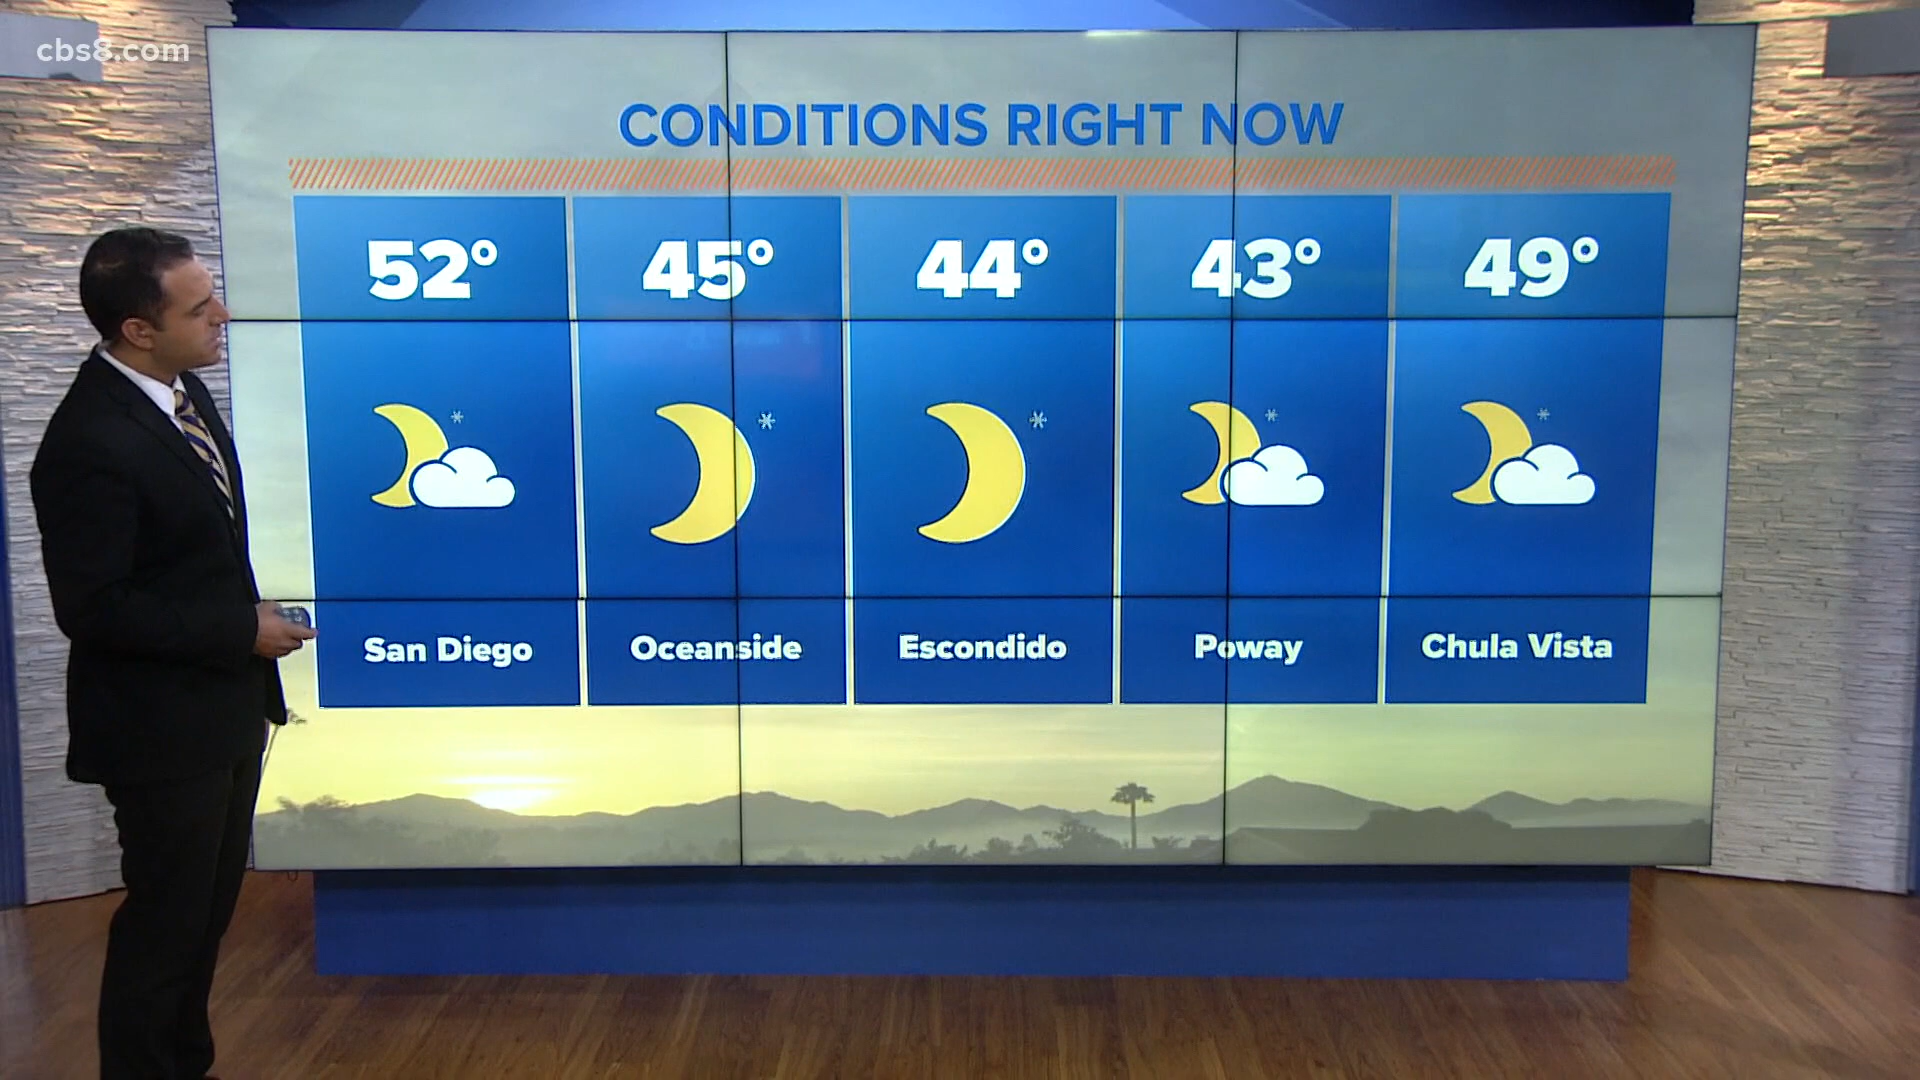 cbs8.com
CONDITIONS RIGHT NOW
52° 45° 44° 43° 49°
San Diego Oceanside Escondido Poway Chula Vista